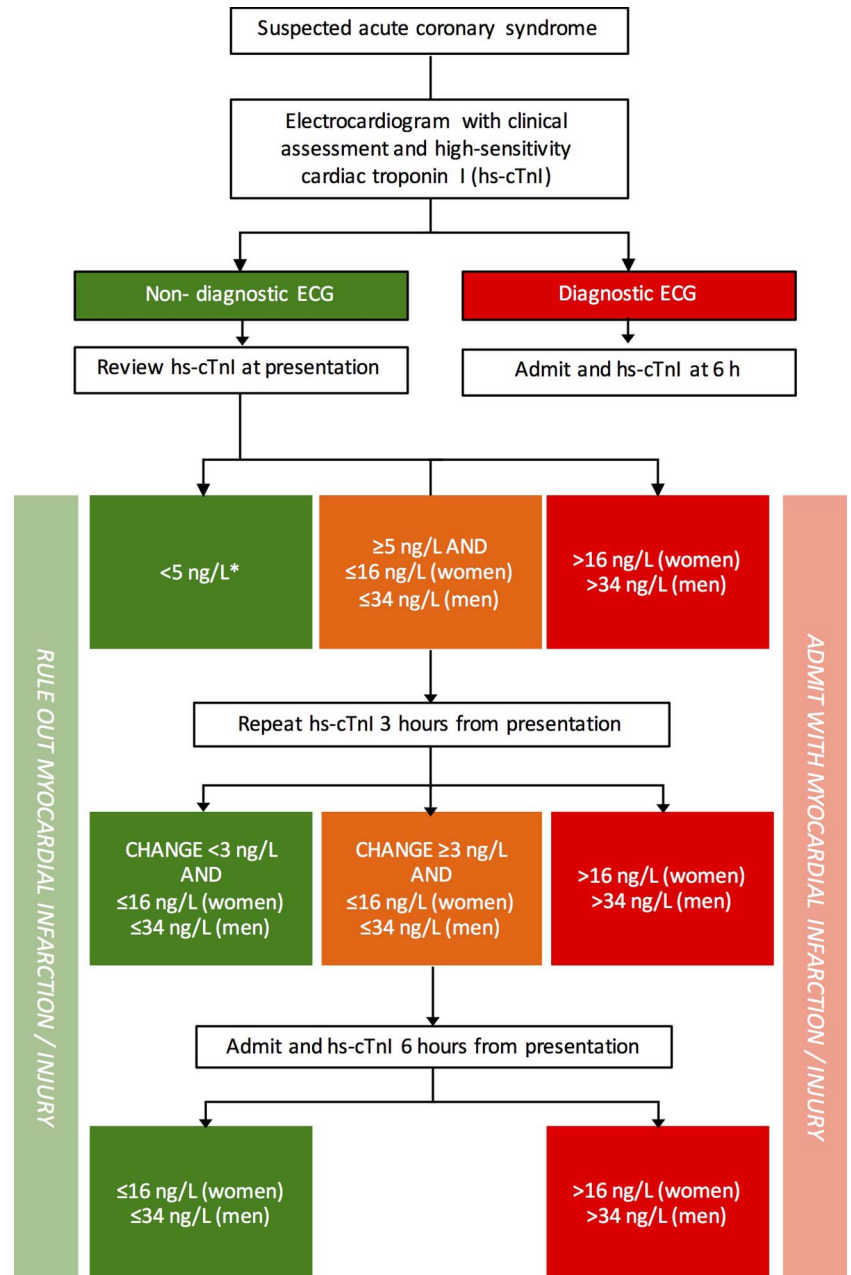 Suspected acute coronary syndrome
Electrocardiogram with clinical
assessment and high-sensitivity
cardiac troponin I (hs-cTnI)
Non- diagnostic ECG
Diagnostic ECG
Review hs-cTnI at presentation
Admit and hs-cTnI at 6 h
RULE OUT MYOCARDIAL INFARCTION / INJURY
<5 ng/L*
≥5 ng/L AND
≤16 ng/L (women)
≤34 ng/L (men)
>16 ng/L (women)
>34 ng/L (men)
ADMIT WITH MYOCARDIAL INFARCTION / INJURY
Repeat hs-cTnI 3 hours from presentation
CHANGE <3 ng/L
AND
≤16 ng/L (women)
≤34 ng/L (men)
CHANGE ≥3 ng/L
AND
≤16 ng/L (women)
≤34 ng/L (men)
>16 ng/L (women)
>34 ng/L (men)
Admit and hs-cTnI 6 hours from presentation
≤16 ng/L (women)
≤34 ng/L (men)
>16 ng/L (women)
>34 ng/L (men)